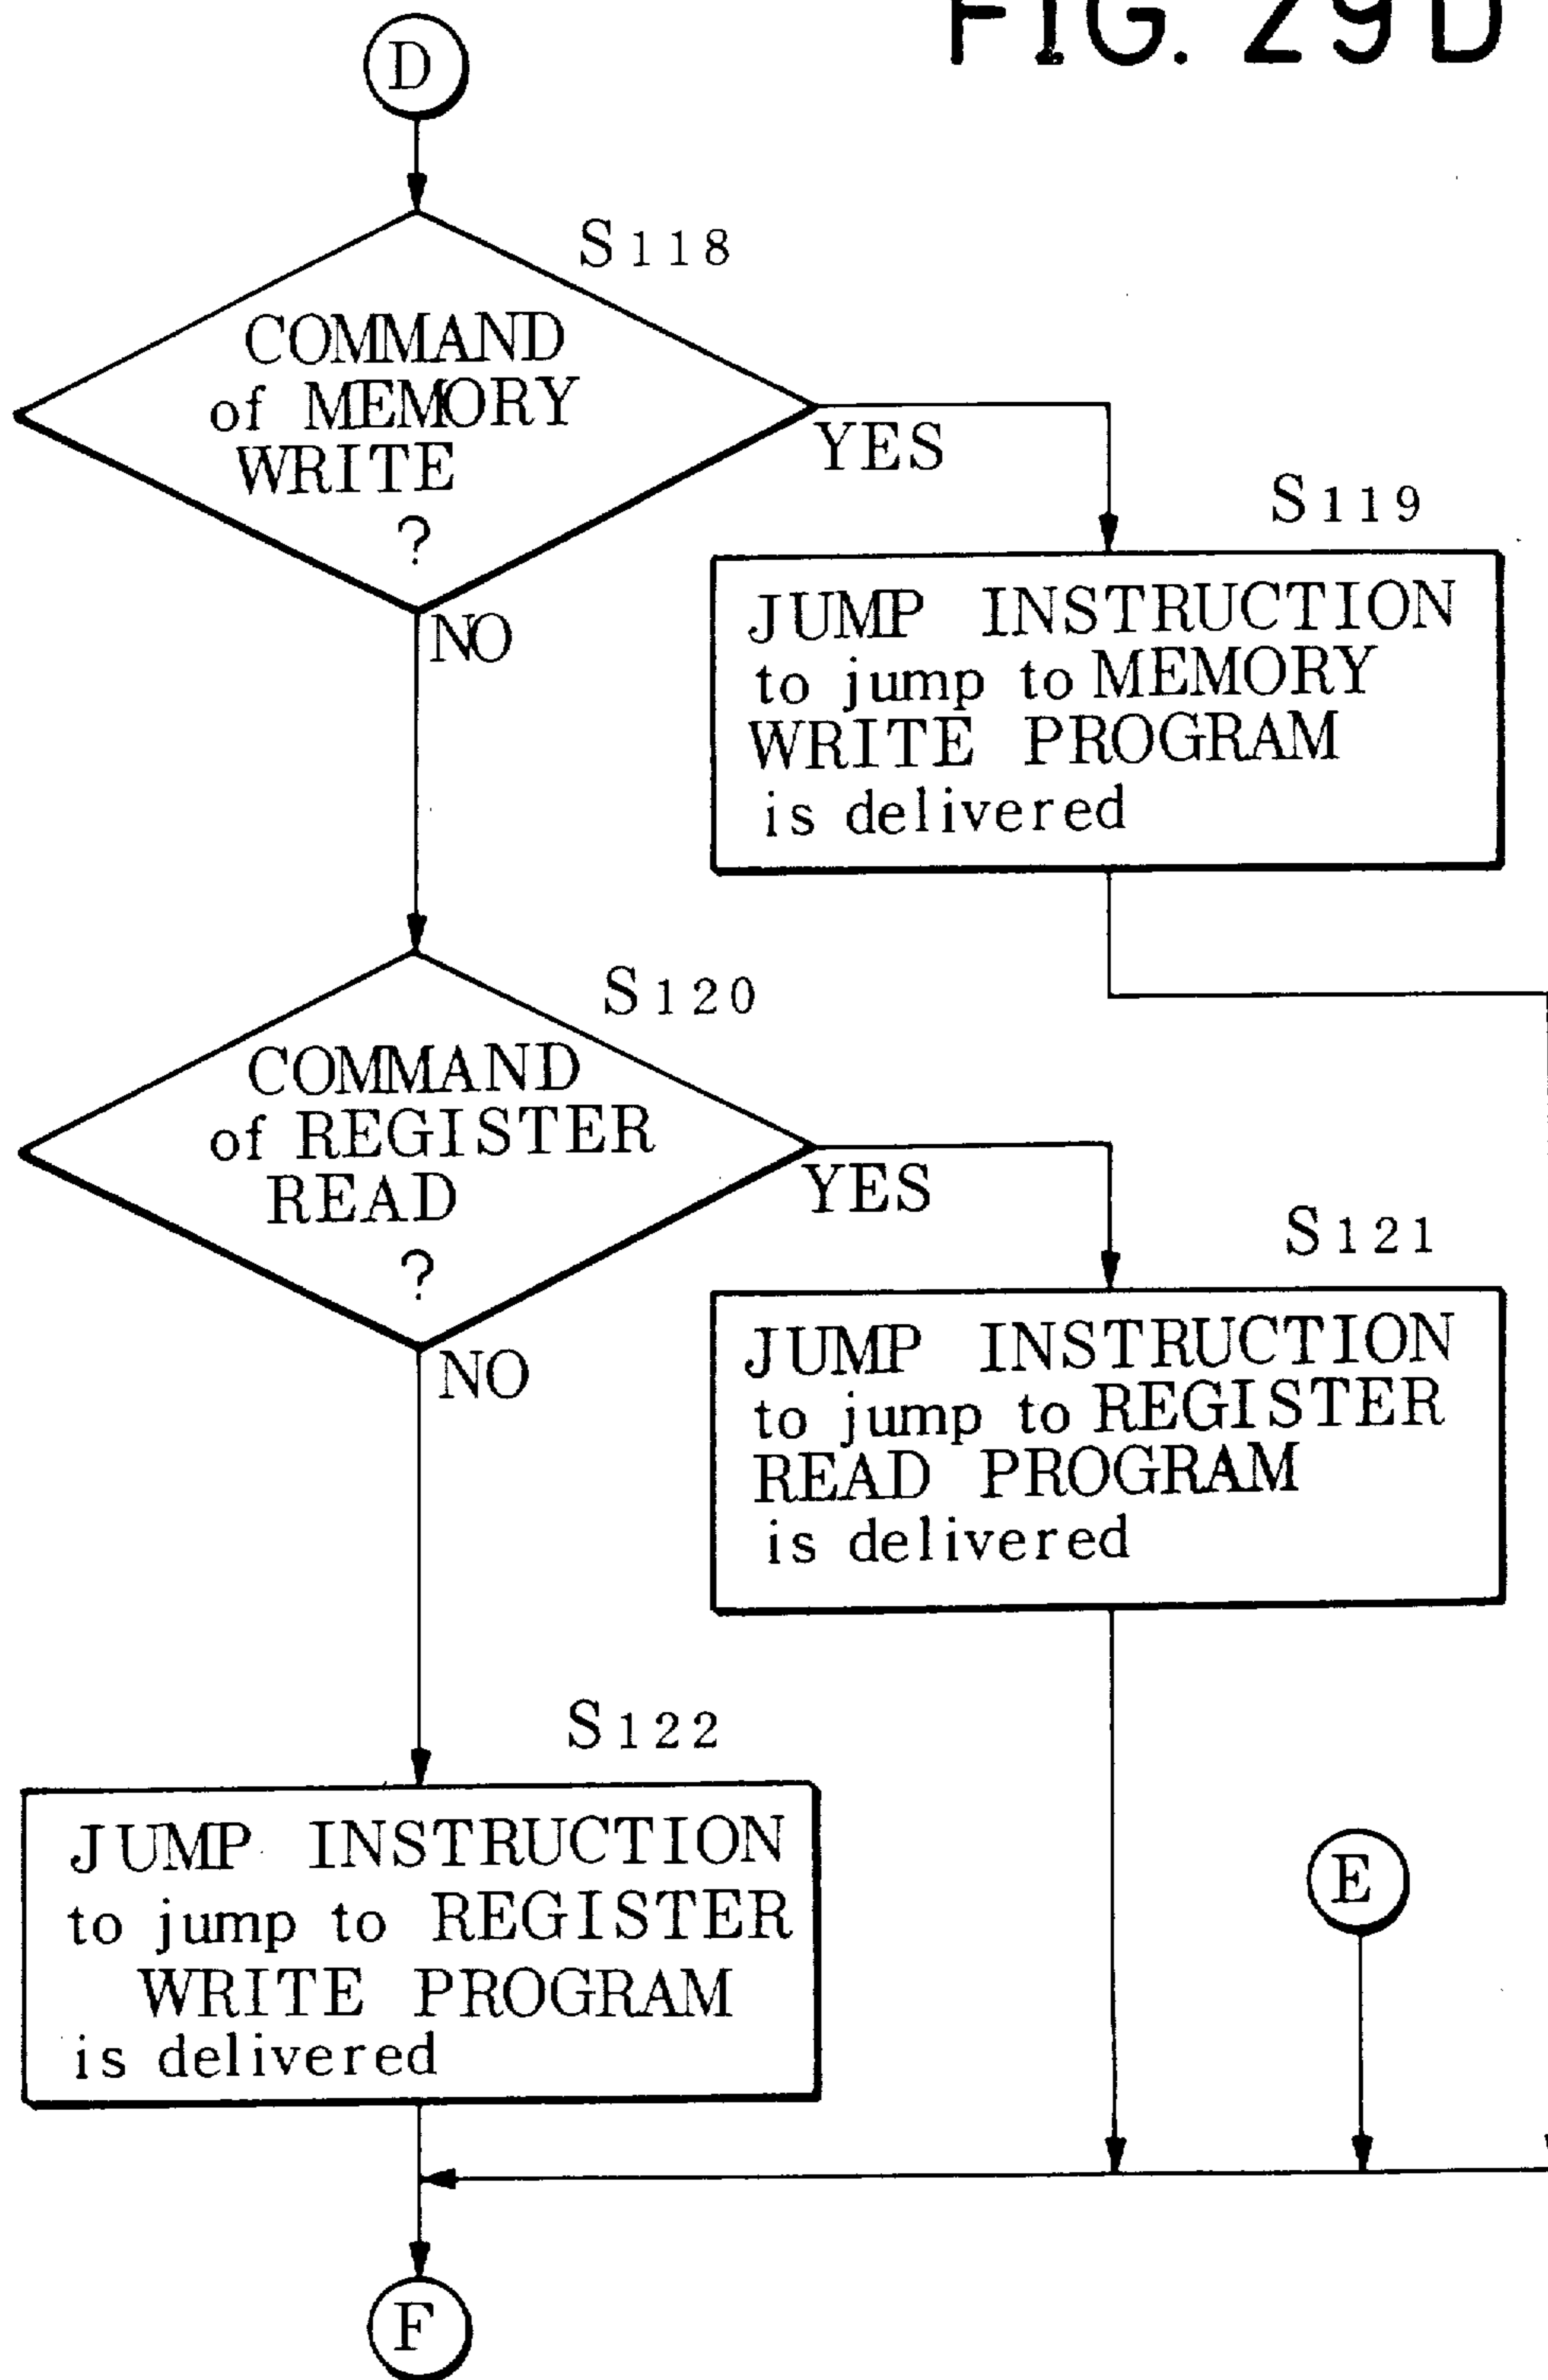 FIG. 29D
D
S118
COMMAND
of MEMORY
WRITE
?
YES
NO
S119
JUMP INSTRUCTION
to jump to MEMORY
WRITE PROGRAM
is delivered
S120
COMMAND
of REGISTER
READ
?
YES
NO
S121
JUMP INSTRUCTION
to jump to REGISTER
READ PROGRAM
is delivered
S122
JUMP INSTRUCTION
to jump to REGISTER
WRITE PROGRAM
is delivered
E
F